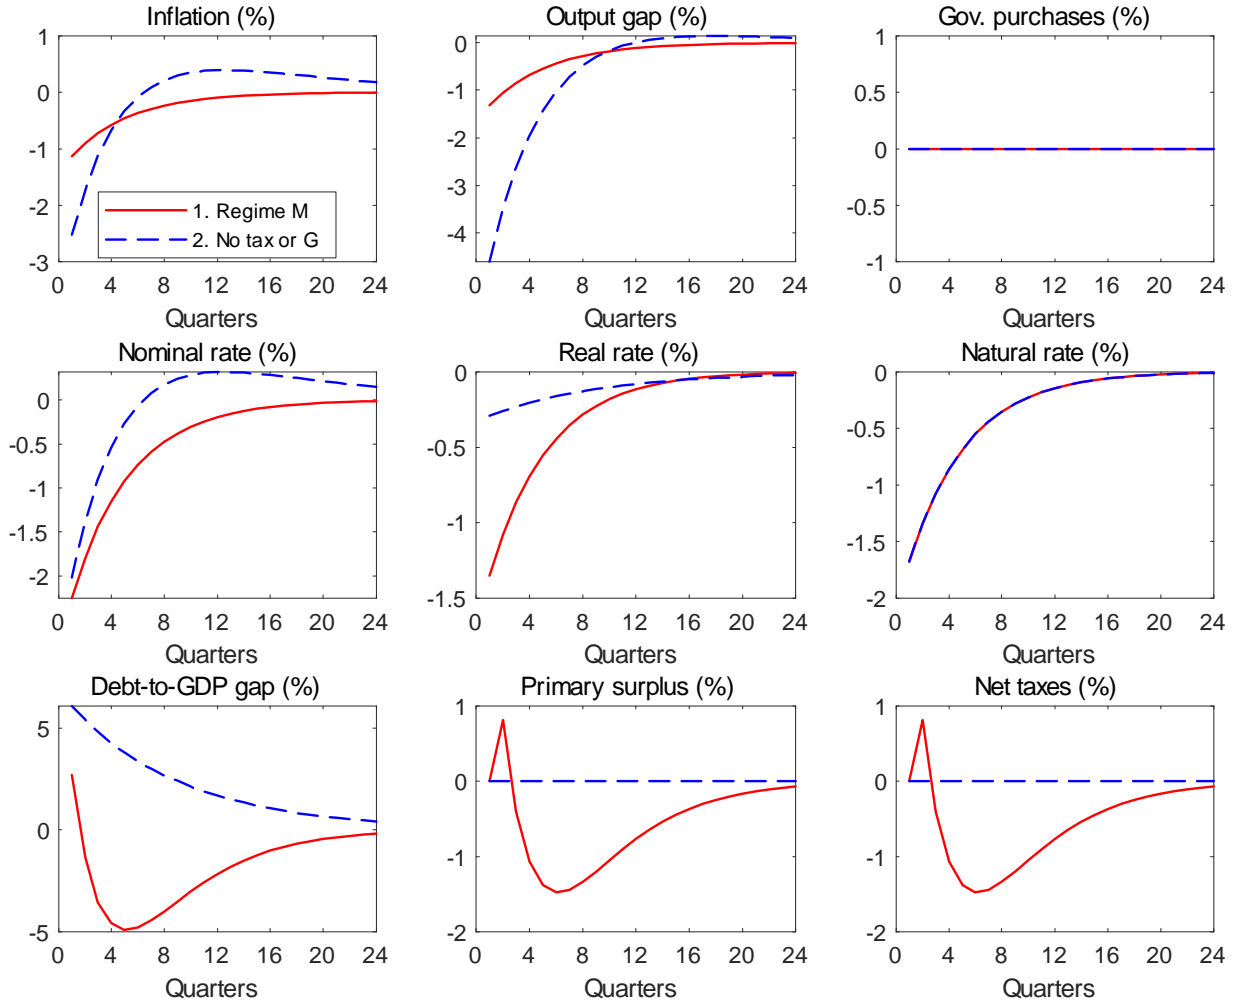 Inflation (%)
Output gap (%)
Gov. purchases (%)
1
0
-1
-2
-3
1. Regime M
2. No tax or G
0 4 8 12 16 20 24
Quarters
0
-1
-2
-3
-4
0 4 8 12 16 20 24
Quarters
1
0.5
0
-0.5
-1
0 4 8 12 16 20 24
Quarters
Nominal rate (%)
Real rate (%)
Natural rate (%)
0
-0.5
-1
-1.5
-2
0 4 8 12 16 20 24
Quarters
0
-0.5
-1
-1.5
0 4 8 12 16 20 24
Quarters
0
-0.5
-1
-1.5
-2
0 4 8 12 16 20 24
Quarters
Debt-to-GDP gap (%)
Primary surplus (%)
Net taxes (%)
5
0
-5
0 4 8 12 16 20 24
Quarters
1
0
-1
-2
0 4 8 12 16 20 24
Quarters
1
0
-1
-2
0 4 8 12 16 20 24
Quarters